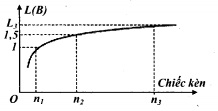 L(B)
L₃
1,5
1
O
n₁
n₂
n₃
Chiếc kèn